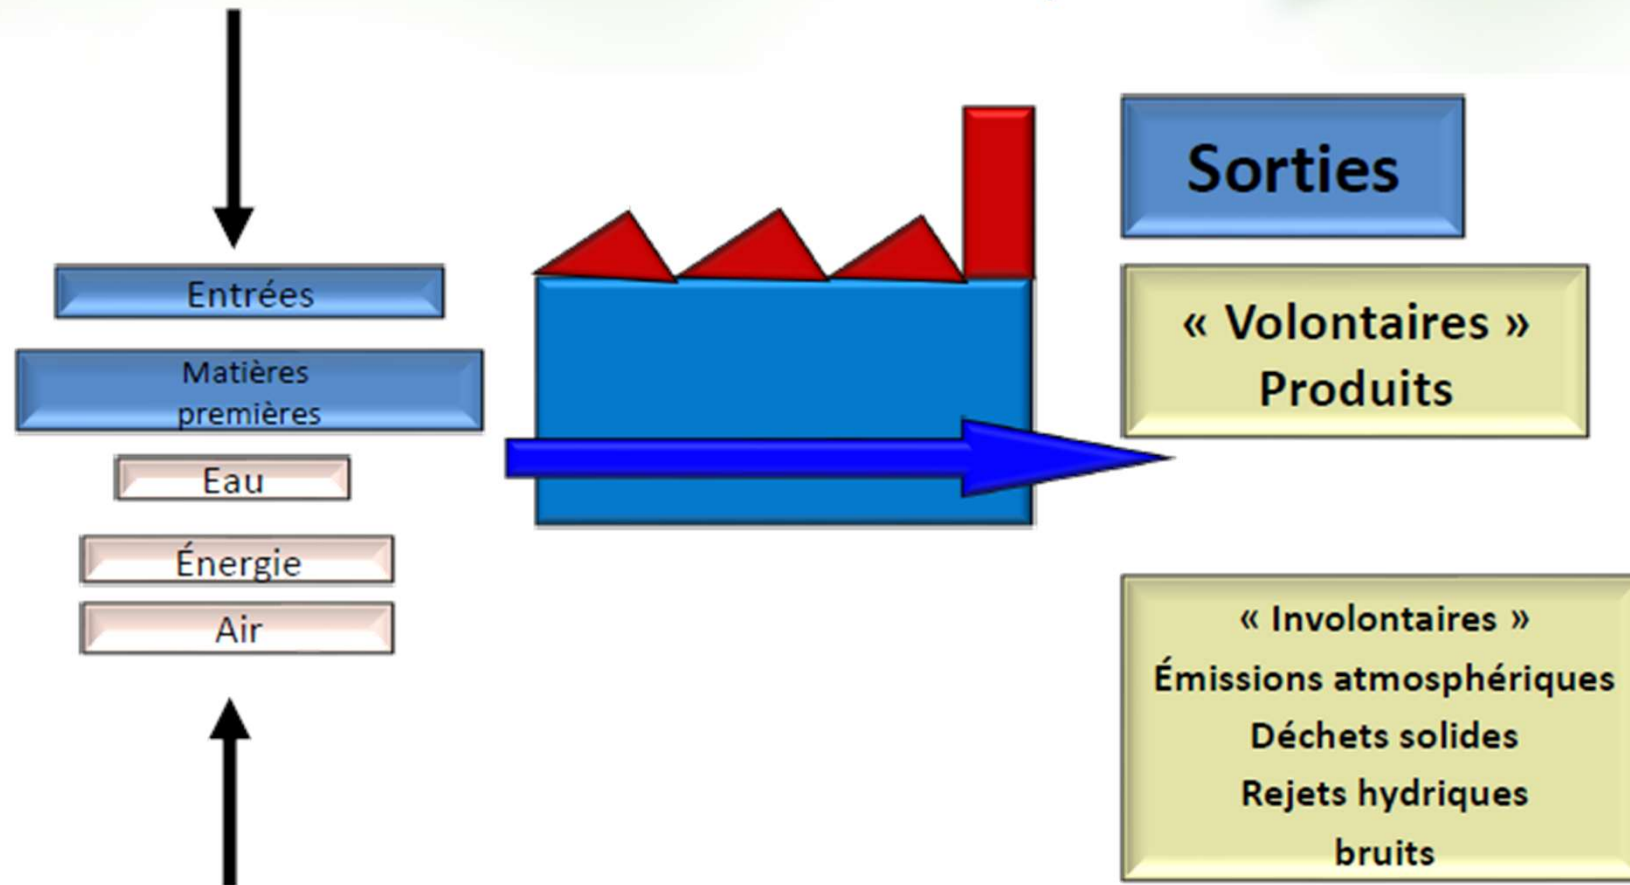 Entrées
Matières
premières
Eau
Énergie
Air
Sorties
« Volontaires »
Produits
« Involontaires »
Émissions atmosphériques
Déchets solides
Rejets hydriques
bruits